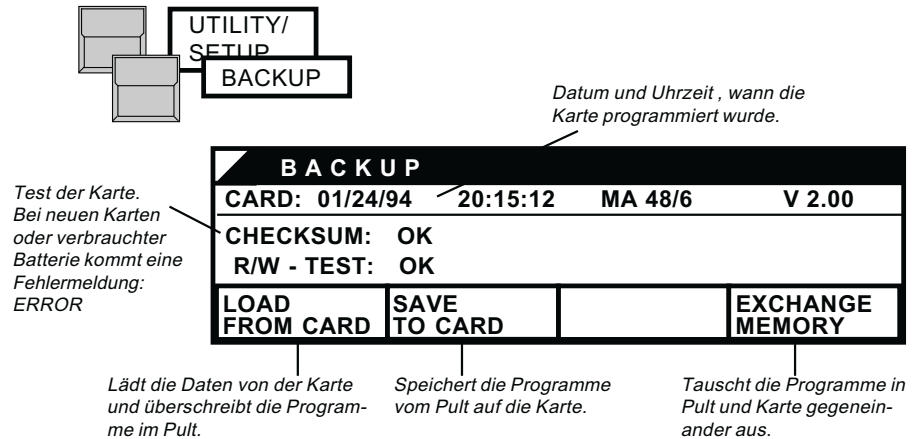 UTILITY/
SETUP
BACKUP
Datum und Uhrzeit , wann die
Karte programmiert wurde.
BACKUP
CARD: 01/24/94 20:15:12 MA 48/6 V 2.00
Test der Karte.
Bei neuen Karten
oder verbrauchter
Batterie kommt eine
Fehlermeldung:
ERROR
CHECKSUM: OK
R/W - TEST: OK
LOAD
FROM CARD
SAVE
TO CARD
EXCHANGE
MEMORY
Lädt die Daten von der Karte
und überschreibt die Program-
me im Pult.
Speichert die Programme
vom Pult auf die Karte.
Tauscht die Programme in
Pult und Karte gegenein-
ander aus.